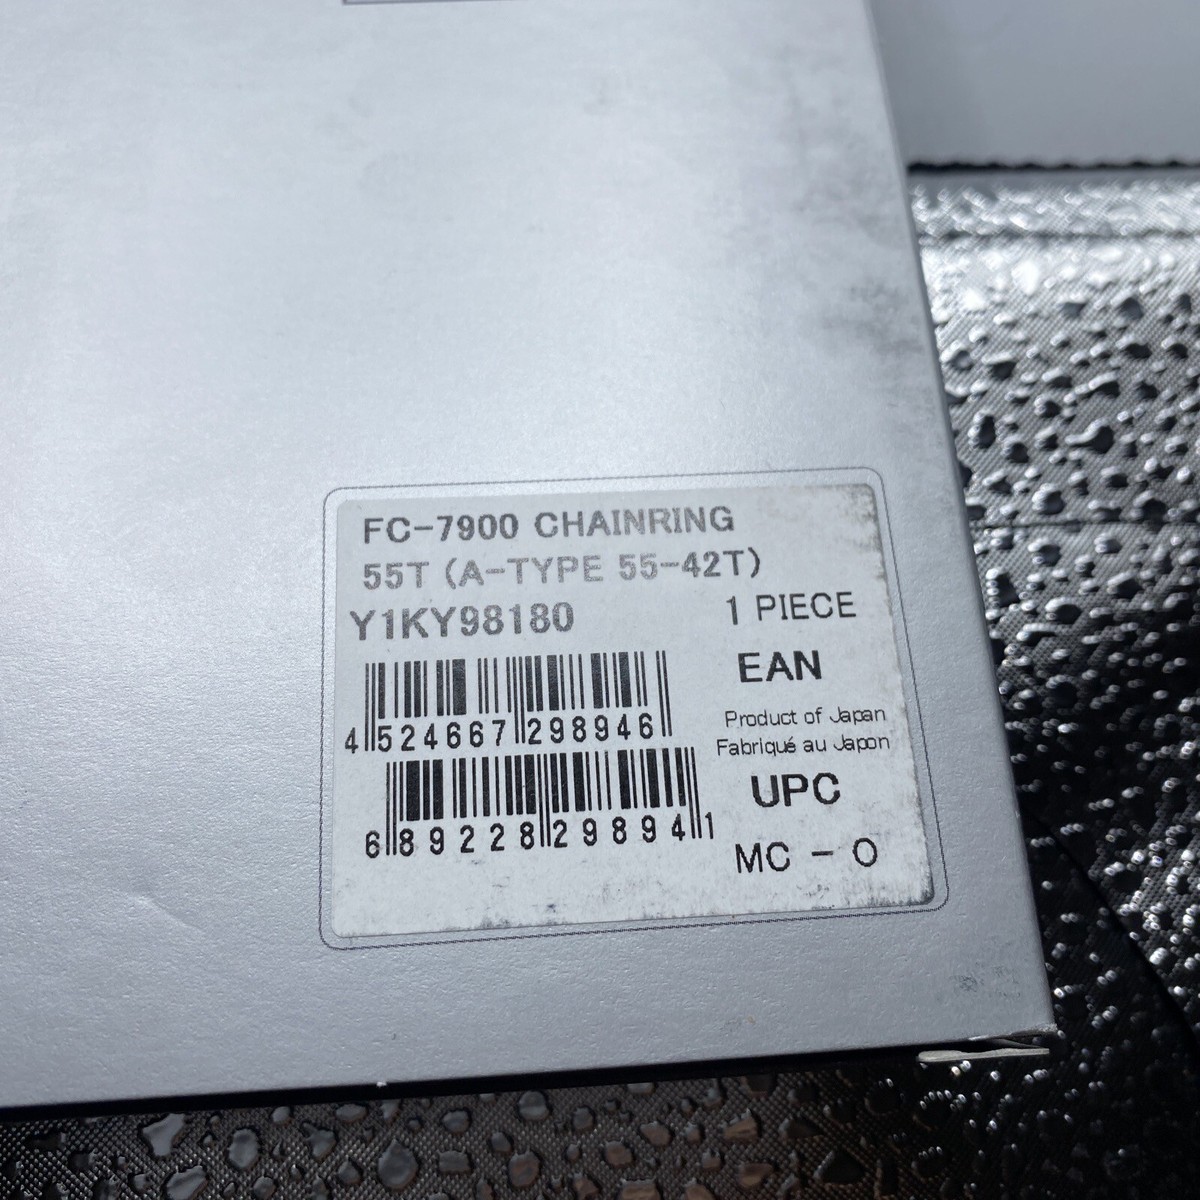 FC-7900 CHAINRING
55T (A-TYPE 55-42T)
Y1KY98180
1 PIECE
EAN
4 524667 298946
Product of Japan
Fabriqué au Japon
UPC
6 89228 29894 1
MC - O